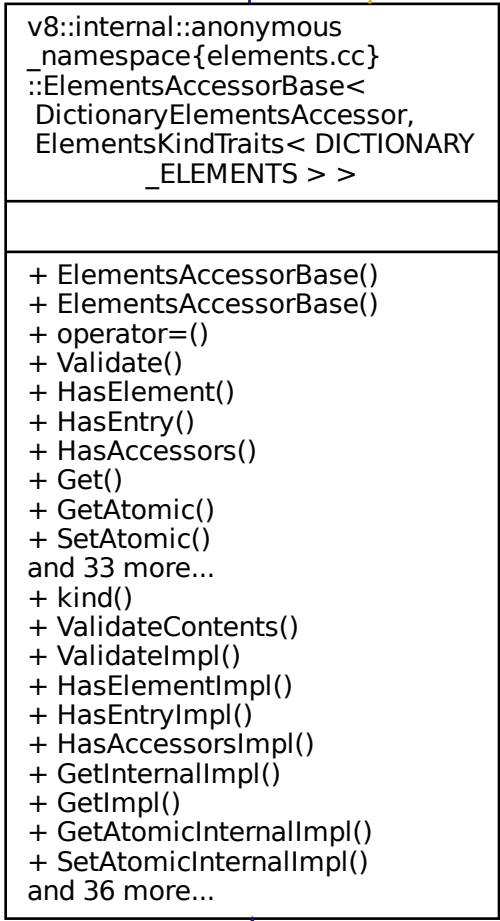 v8::internal::anonymous
_namespace{elements.cc}
::ElementsAccessorBase<
DictionaryElementsAccessor,
ElementsKindTraits< DICTIONARY
_ELEMENTS > >
+ ElementsAccessorBase()
+ ElementsAccessorBase()
+ operator=()
+ Validate()
+ HasElement()
+ HasEntry()
+ HasAccessors()
+ Get()
+ GetAtomic()
+ SetAtomic()
and 33 more...
+ kind()
+ ValidateContents()
+ ValidateImpl()
+ HasElementImpl()
+ HasEntryImpl()
+ HasAccessorsImpl()
+ GetInternalImpl()
+ GetImpl()
+ GetAtomicInternalImpl()
+ SetAtomicInternalImpl()
and 36 more...